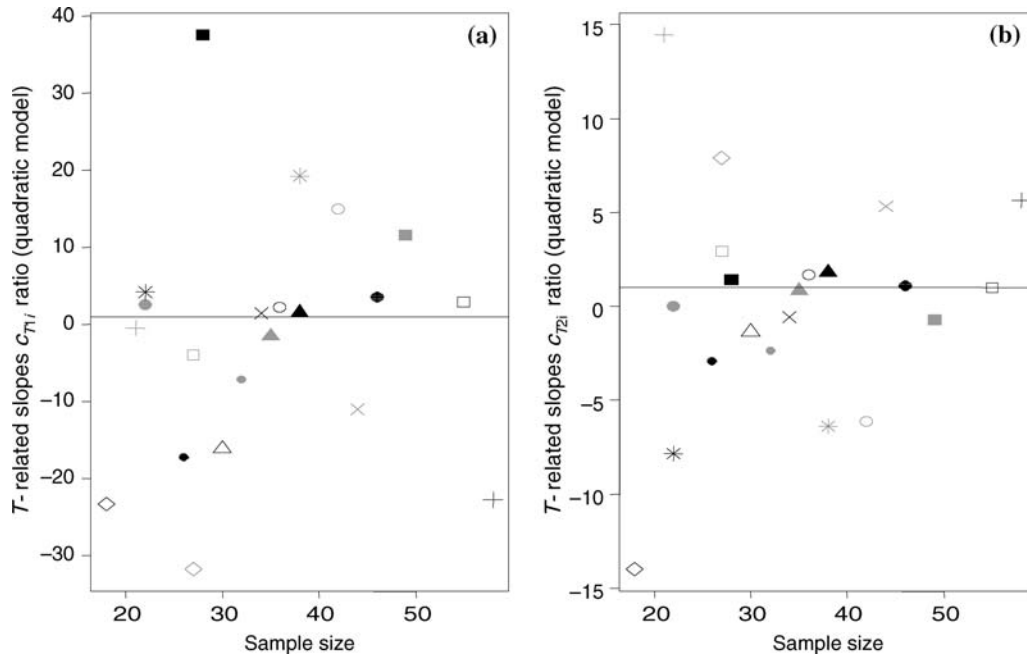 T-related slopes c_T1i ratio (quadratic model)
40
30
20
10
0
−10
−20
−30
(a)
20 30 40 50
Sample size
T-related slopes c_T2i ratio (quadratic model)
15
10
5
0
−5
−10
−15
(b)
20 30 40 50
Sample size